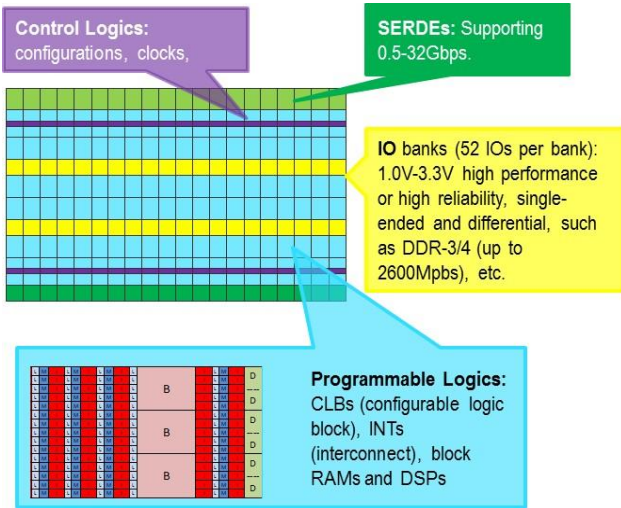 Control Logics:
configurations, clocks,
SERDEs: Supporting
0.5-32Gbps.
IO banks (52 IOs per bank):
1.0V-3.3V high performance
or high reliability, single-
ended and differential, such
as DDR-3/4 (up to
2600Mpbs), etc.
B
B
B
D
D
D
D
D
D
Programmable Logics:
CLBs (configurable logic
block), INTs
(interconnect), block
RAMs and DSPs